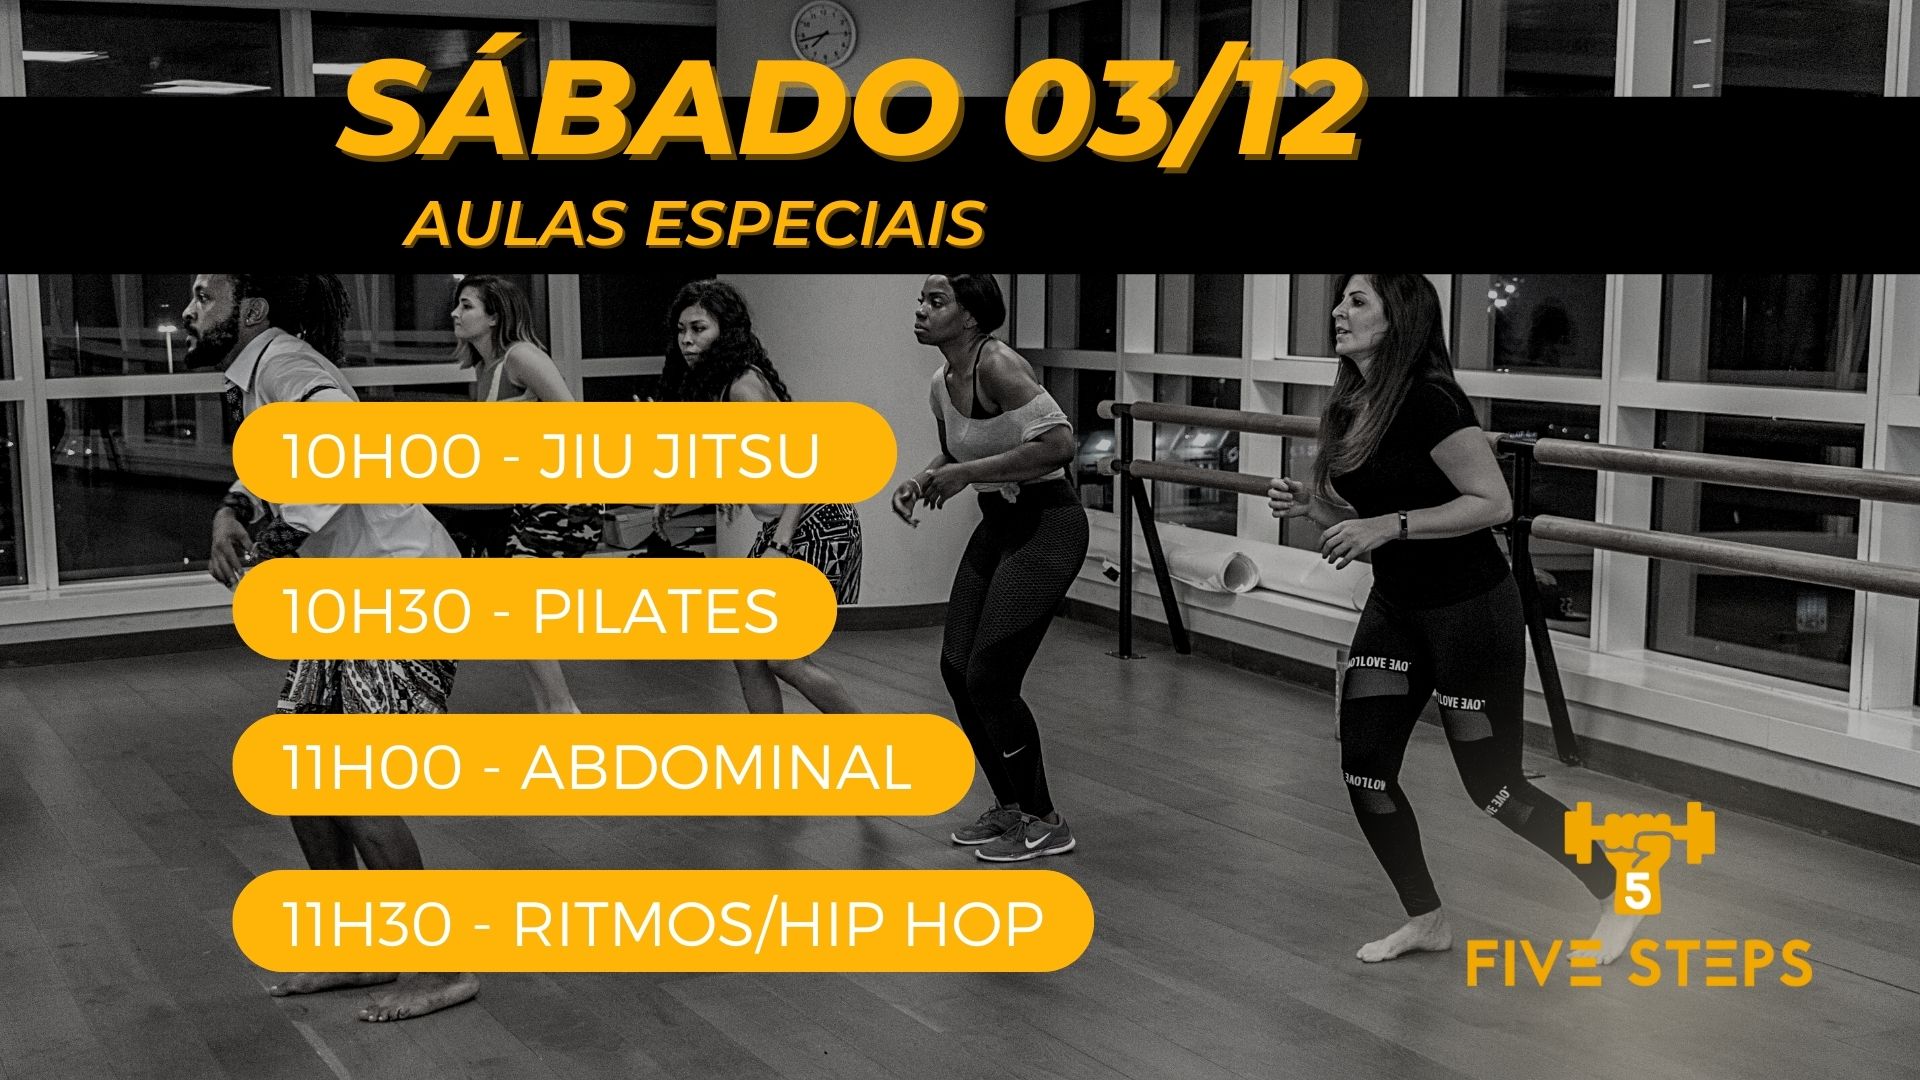 SÁBADO 03/12
AULAS ESPECIAIS
10H00 - JIU JITSU
10H30 - PILATES
11H00 - ABDOMINAL
11H30 - RITMOS/HIP HOP
5
FIVE STEPS